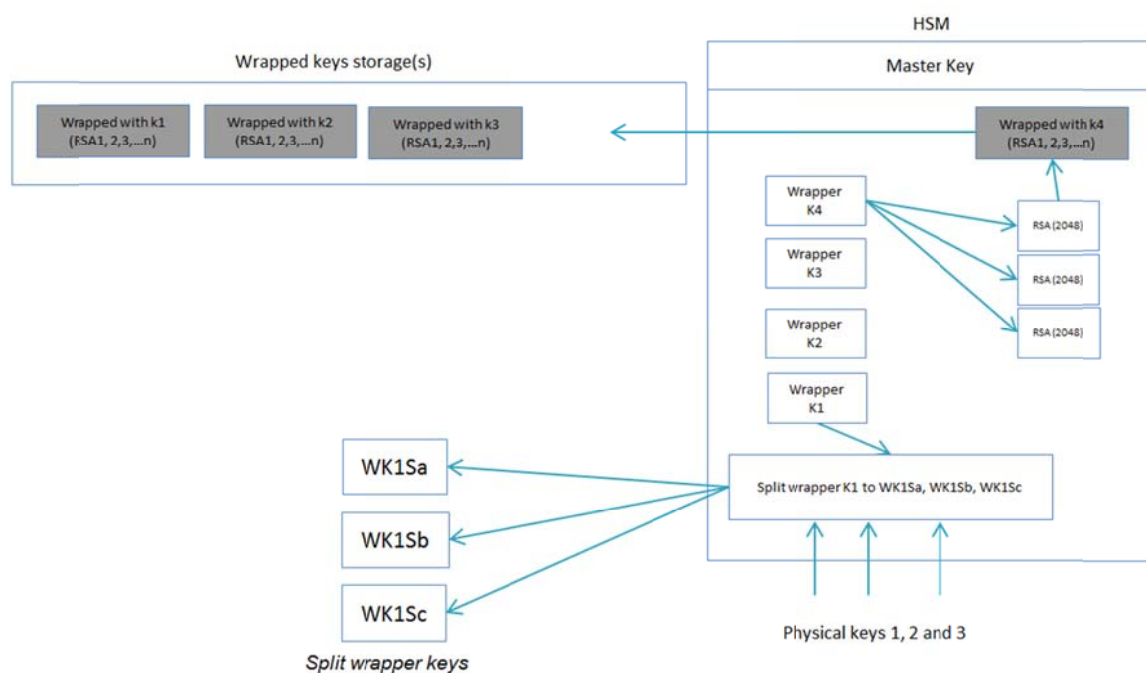 HSM
Wrapped keys storage(s)
Master Key
Wrapped with k1
(RSA1, 2,3,...n)
Wrapped with k2
(RSA1, 2,3,...n)
Wrapped with k3
(RSA1, 2,3,...n)
Wrapped with k4
(RSA1, 2,3,...n)
Wrapper
K4
RSA (2048)
Wrapper
K3
RSA (2048)
Wrapper
K2
RSA (2048)
Wrapper
K1
WK1Sa
Split wrapper K1 to WK1Sa, WK1Sb, WK1Sc
WK1Sb
WK1Sc
Physical keys 1, 2 and 3
Split wrapper keys